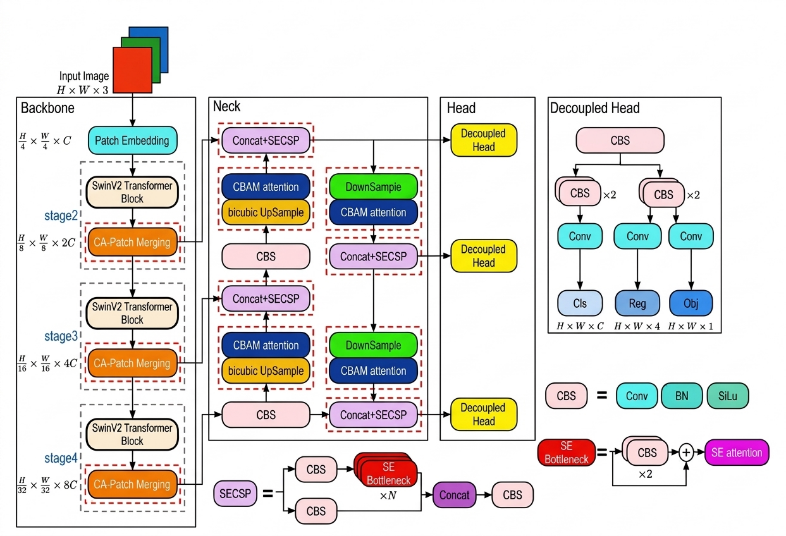 Input Image
H × W × 3
Backbone
H/4 × W/4 × C
Patch Embedding
SwinV2 Transformer
Block
stage2
H/8 × W/8 × 2C
CA-Patch Merging
SwinV2 Transformer
Block
stage3
H/16 × W/16 × 4C
CA-Patch Merging
SwinV2 Transformer
Block
stage4
H/32 × W/32 × 8C
CA-Patch Merging
Neck
Concat+SECSP
CBAM attention
bicubic UpSample
CBS
Concat+SECSP
CBAM attention
bicubic UpSample
CBS
DownSample
CBAM attention
Concat+SECSP
DownSample
CBAM attention
Concat+SECSP
Head
Decoupled
Head
Decoupled
Head
Decoupled
Head
Decoupled Head
CBS
CBS ×2
CBS ×2
Conv
Conv
Conv
Cls
Reg
Obj
H × W × C
H × W × 4
H × W × 1
CBS = Conv BN SiLu
SE
Bottleneck
=
CBS
×2
+
SE attention
SECSP
=
CBS
SE
Bottleneck
×N
CBS
Concat
CBS